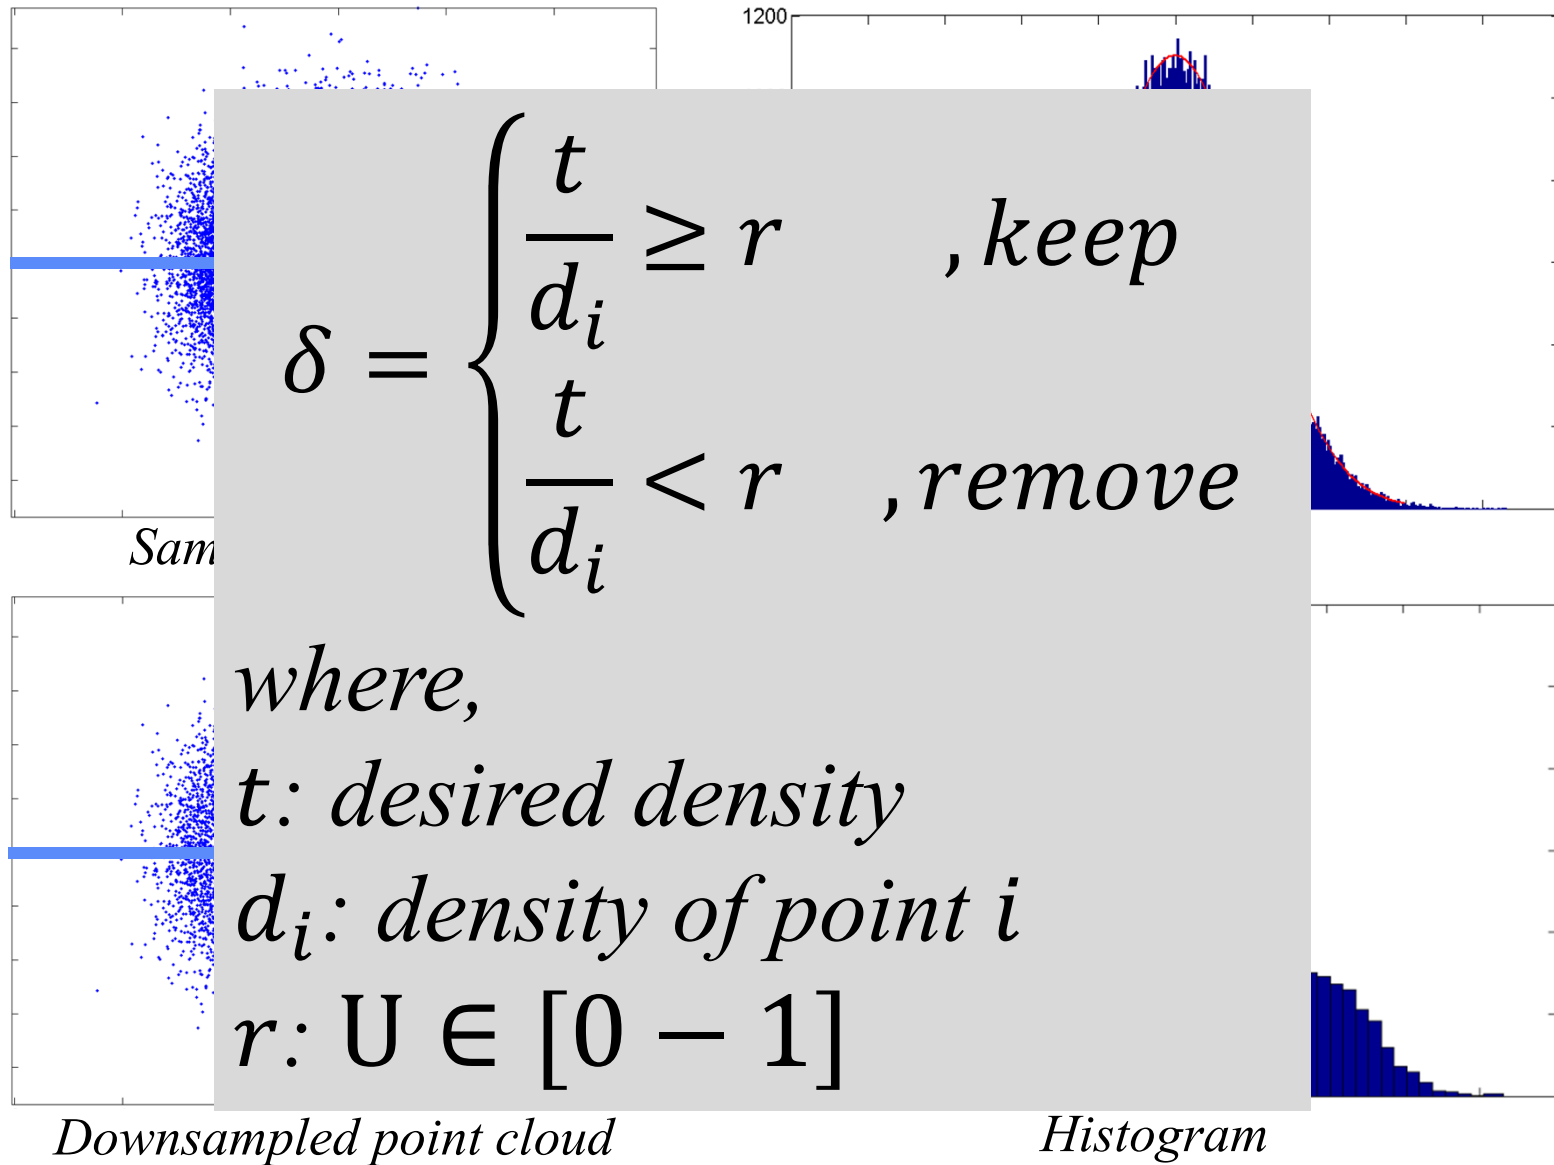 1200
t/d_i ≥ r , keep
δ =
t/d_i < r , remove
Sam
where,
t: desired density
d_i: density of point i
r: U ∈ [0 − 1]
Downsampled point cloud
Histogram